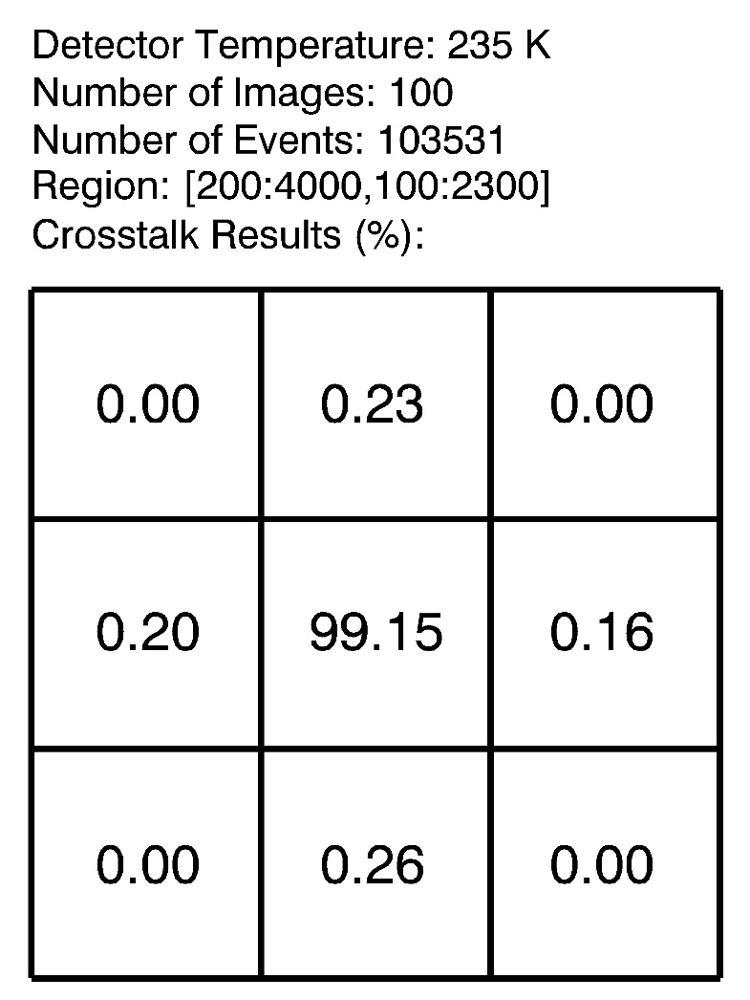 Detector Temperature: 235 K
Number of Images: 100
Number of Events: 103531
Region: [200:4000,100:2300]
Crosstalk Results (%):
0.00 0.23 0.00
0.20 99.15 0.16
0.00 0.26 0.00